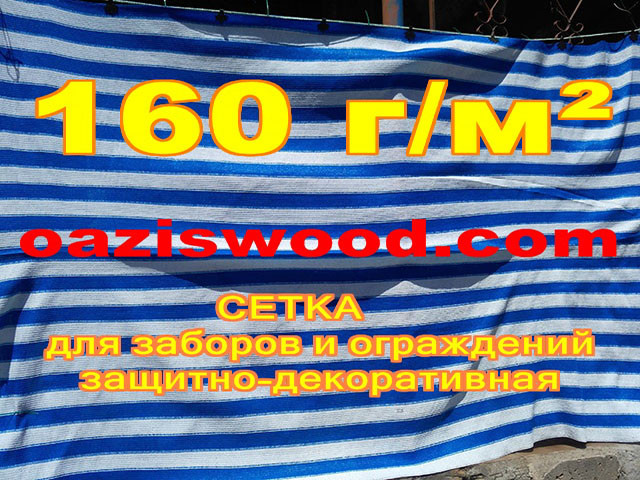 160 г/м²
oaziswood.com
СЕТКА
для заборов и ограждений
защитно-декоративная